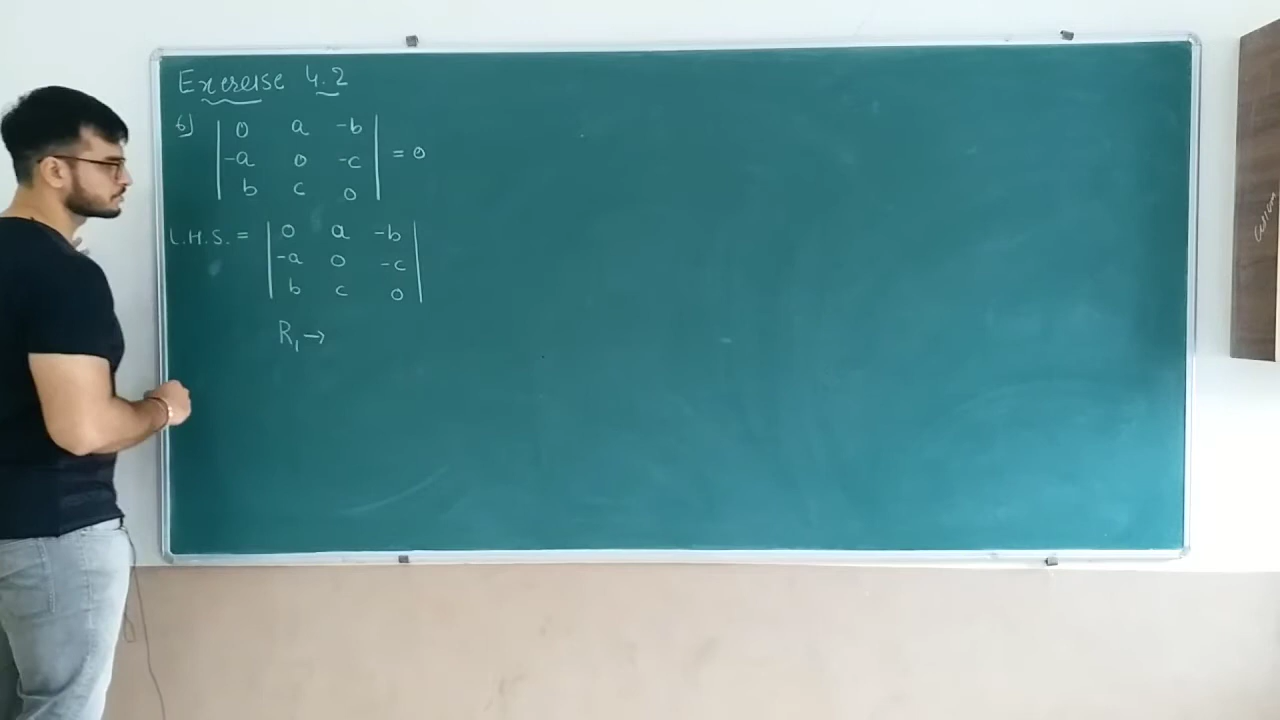 Exercise 4.2
6) | 0 a -b |
| -a 0 -c | = 0
| b c 0 |
L.H.S. = | 0 a -b |
| -a 0 -c |
| b c 0 |
R₁ →